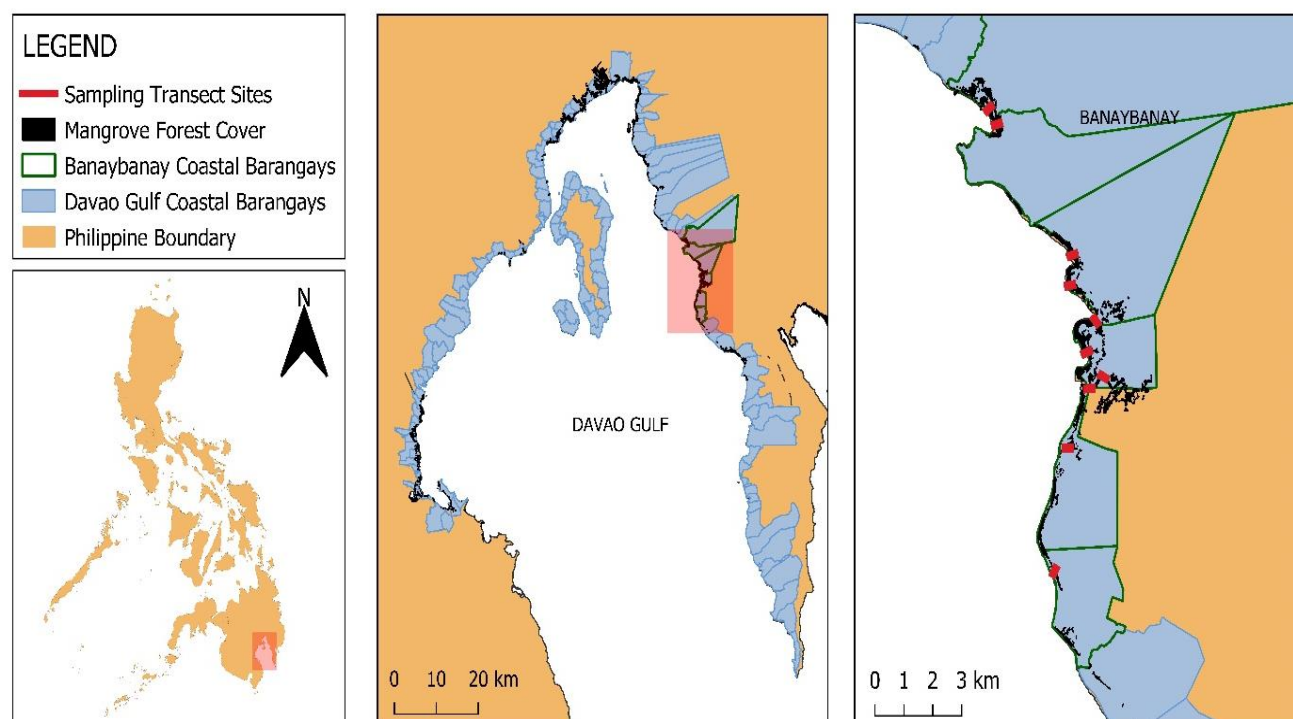 LEGEND
Sampling Transect Sites
Mangrove Forest Cover
Banaybanay Coastal Barangays
Davao Gulf Coastal Barangays
Philippine Boundary
N
DAVAO GULF
0 10 20 km
BANAYBANAY
0 1 2 3 km